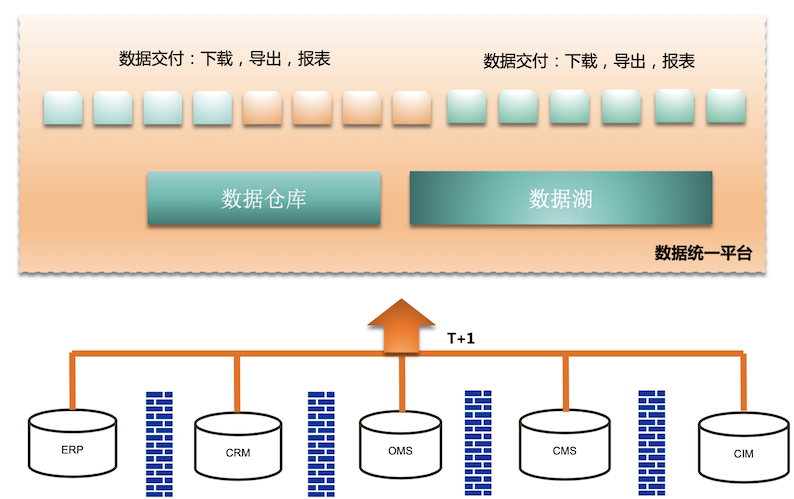 数据交付：下载，导出，报表
数据交付：下载，导出，报表
数据仓库
数据湖
数据统一平台
T+1
ERP
CRM
OMS
CMS
CIM